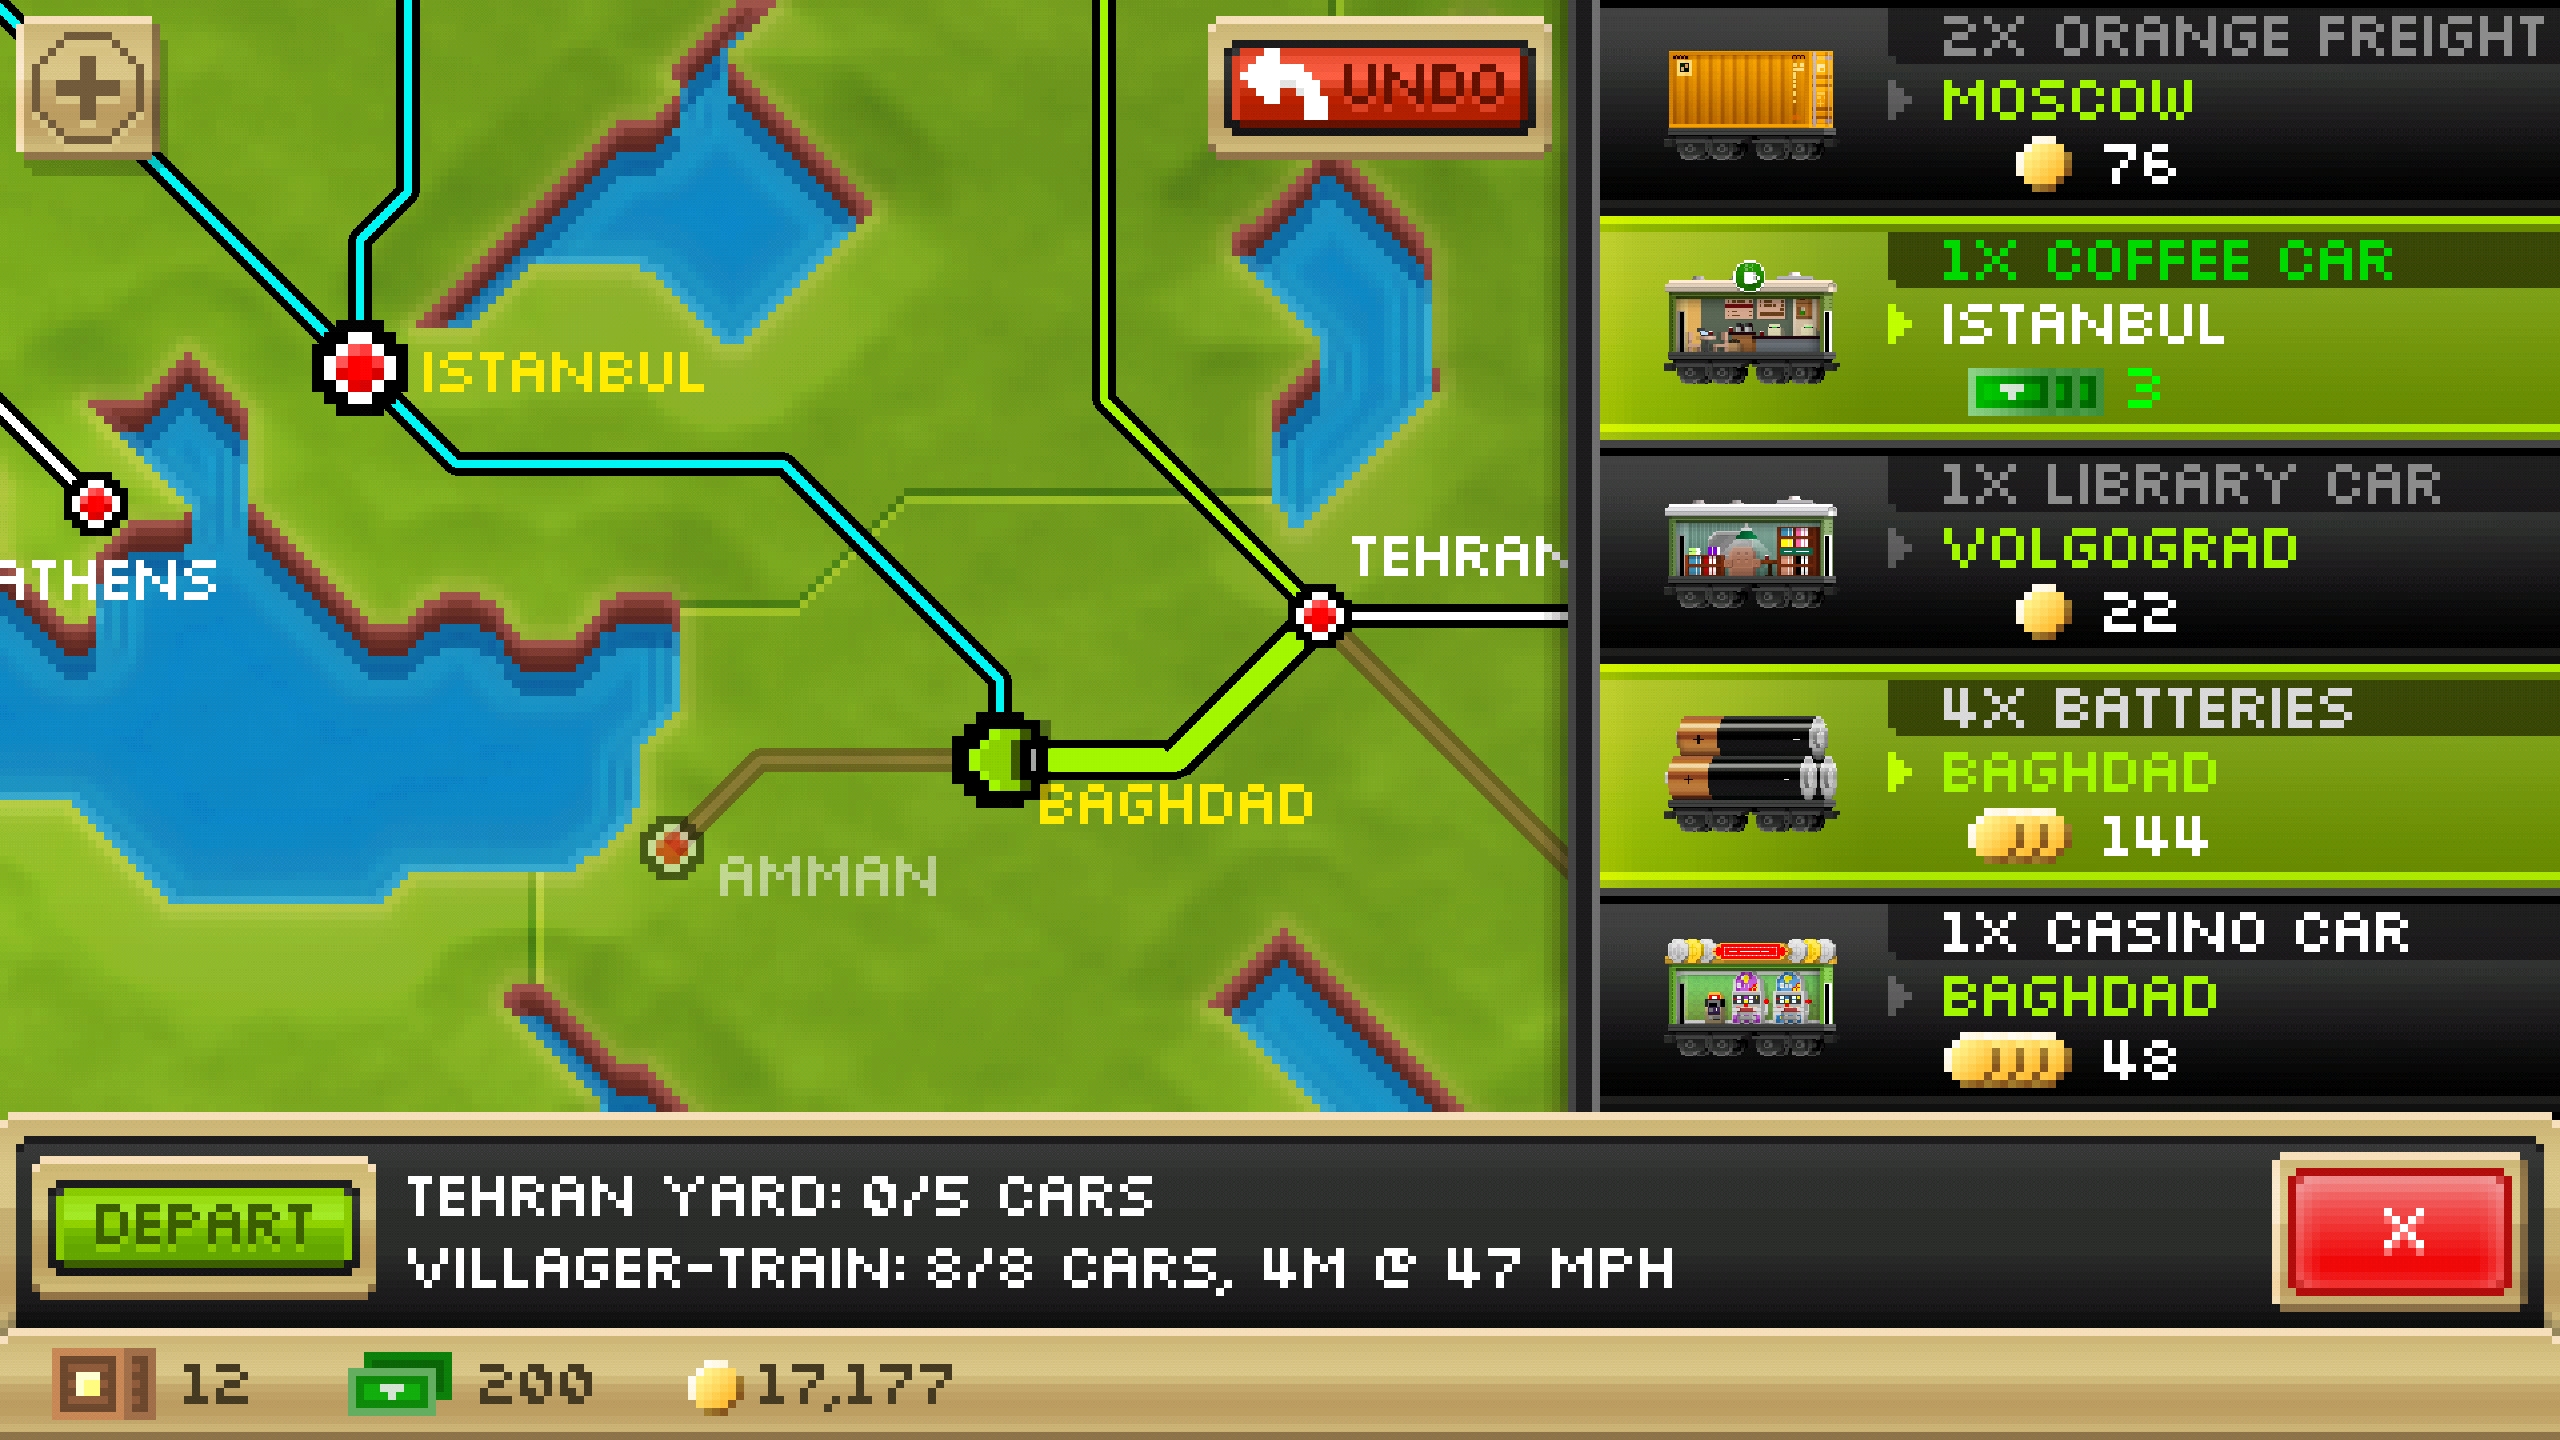 UNDO
ISTANBUL
ATHENS
TEHRAN
BAGHDAD
AMMAN
2X ORANGE FREIGHT
MOSCOW
76
1X COFFEE CAR
ISTANBUL
3
1X LIBRARY CAR
VOLGOGRAD
22
4X BATTERIES
BAGHDAD
144
1X CASINO CAR
BAGHDAD
48
DEPART
TEHRAN YARD: 0/5 CARS
VILLAGER-TRAIN: 8/8 CARS, 4M @ 47 MPH
X
12 200 17,177